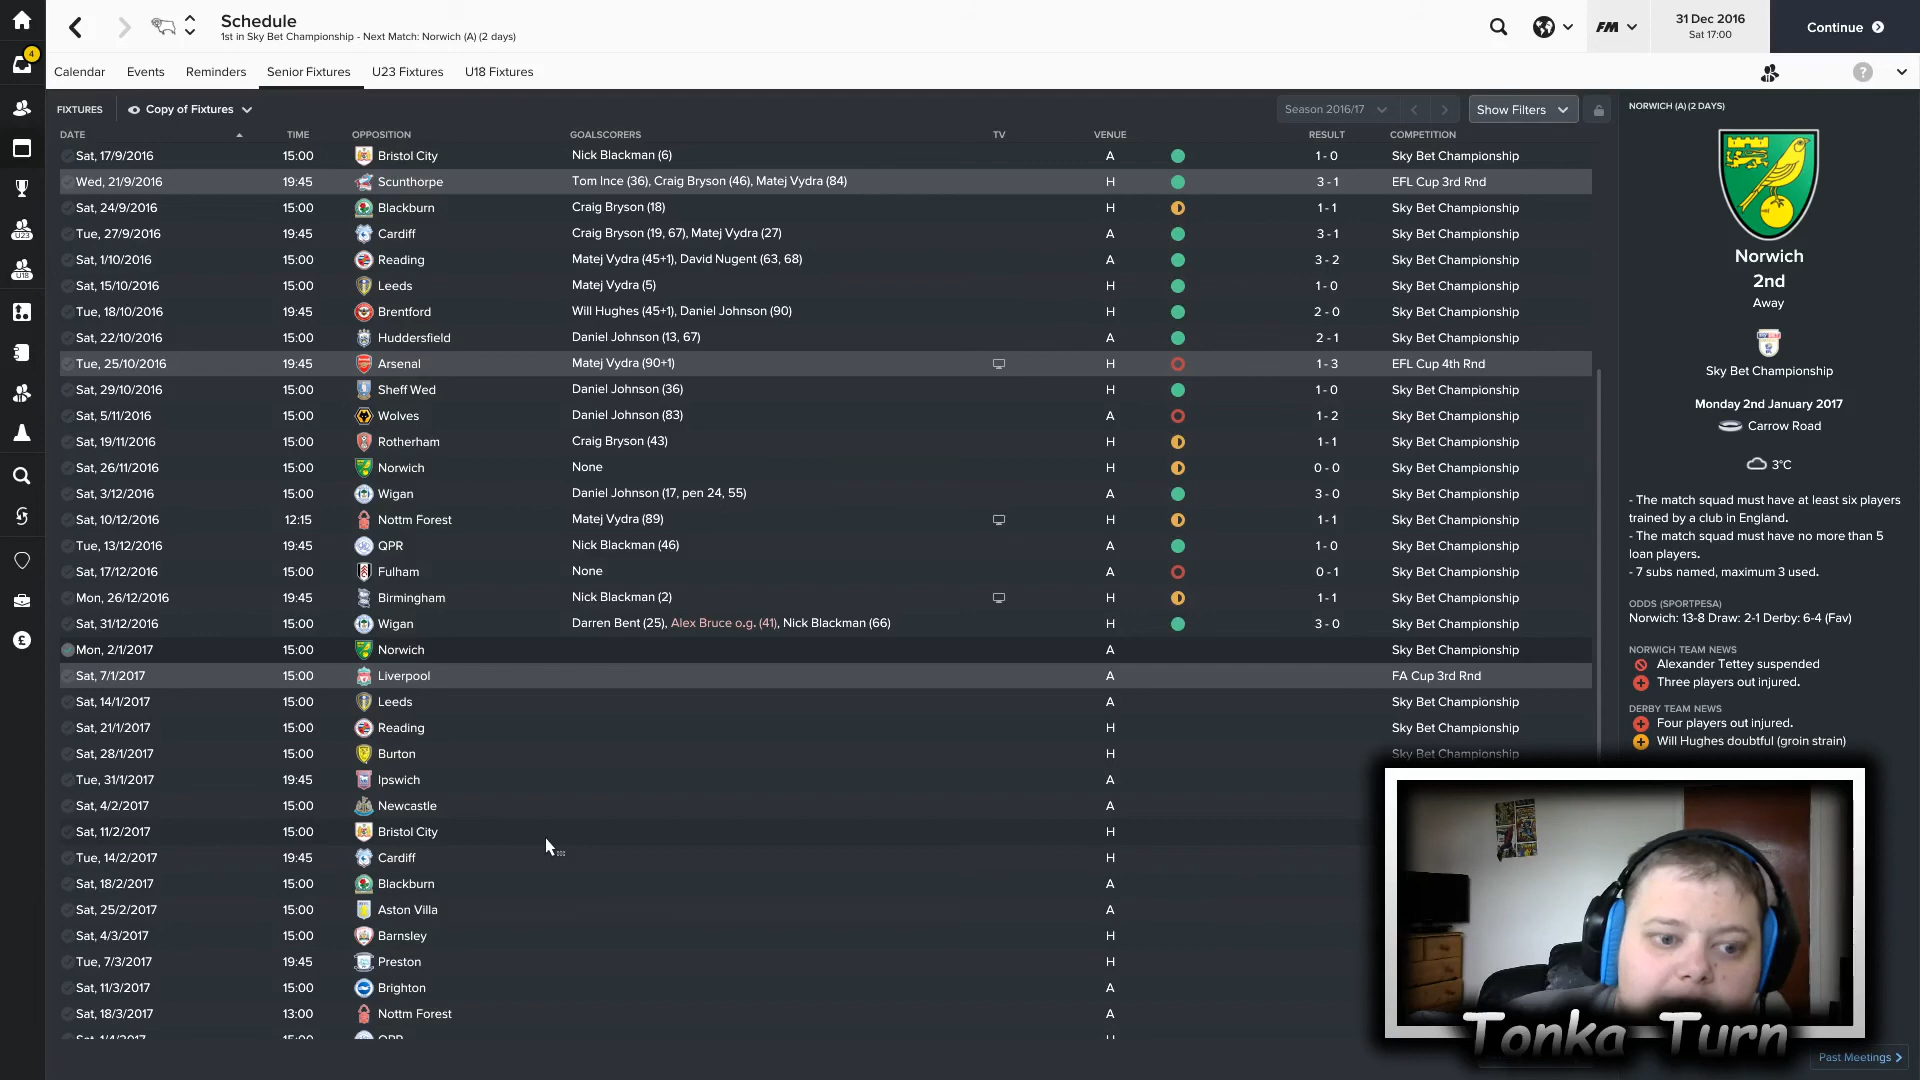 4
Schedule
1st in Sky Bet Championship - Next Match: Norwich (A) (2 days)
FM
31 Dec 2016
Sat 17:00
Continue
Calendar Events Reminders Senior Fixtures U23 Fixtures U18 Fixtures
?
FIXTURES Copy of Fixtures Season 2016/17 Show Filters
DATE TIME OPPOSITION GOALSCORERS TV VENUE RESULT COMPETITION
Sat, 17/9/2016 15:00 Bristol City Nick Blackman (6) A 1 - 0 Sky Bet Championship
Wed, 21/9/2016 19:45 Scunthorpe Tom Ince (36), Craig Bryson (46), Matej Vydra (84) H 3 - 1 EFL Cup 3rd Rnd
Sat, 24/9/2016 15:00 Blackburn Craig Bryson (18) H 1 - 1 Sky Bet Championship
Tue, 27/9/2016 19:45 Cardiff Craig Bryson (19, 67), Matej Vydra (27) A 3 - 1 Sky Bet Championship
Sat, 1/10/2016 15:00 Reading Matej Vydra (45+1), David Nugent (63, 68) A 3 - 2 Sky Bet Championship
Sat, 15/10/2016 15:00 Leeds Matej Vydra (5) H 1 - 0 Sky Bet Championship
Tue, 18/10/2016 19:45 Brentford Will Hughes (45+1), Daniel Johnson (90) H 2 - 0 Sky Bet Championship
Sat, 22/10/2016 15:00 Huddersfield Daniel Johnson (13, 67) A 2 - 1 Sky Bet Championship
Tue, 25/10/2016 19:45 Arsenal Matej Vydra (90+1) H 1 - 3 EFL Cup 4th Rnd
Sat, 29/10/2016 15:00 Sheff Wed Daniel Johnson (36) H 1 - 0 Sky Bet Championship
Sat, 5/11/2016 15:00 Wolves Daniel Johnson (83) A 1 - 2 Sky Bet Championship
Sat, 19/11/2016 15:00 Rotherham Craig Bryson (43) H 1 - 1 Sky Bet Championship
Sat, 26/11/2016 15:00 Norwich None H 0 - 0 Sky Bet Championship
Sat, 3/12/2016 15:00 Wigan Daniel Johnson (17, pen 24, 55) A 3 - 0 Sky Bet Championship
Sat, 10/12/2016 12:15 Nottm Forest Matej Vydra (89) H 1 - 1 Sky Bet Championship
Tue, 13/12/2016 19:45 QPR Nick Blackman (46) A 1 - 0 Sky Bet Championship
Sat, 17/12/2016 15:00 Fulham None A 0 - 1 Sky Bet Championship
Mon, 26/12/2016 19:45 Birmingham Nick Blackman (2) H 1 - 1 Sky Bet Championship
Sat, 31/12/2016 15:00 Wigan Darren Bent (25), Alex Bruce o.g. (41), Nick Blackman (66) H 3 - 0 Sky Bet Championship
Mon, 2/1/2017 15:00 Norwich A Sky Bet Championship
Sat, 7/1/2017 15:00 Liverpool A FA Cup 3rd Rnd
Sat, 14/1/2017 15:00 Leeds A Sky Bet Championship
Sat, 21/1/2017 15:00 Reading H Sky Bet Championship
Sat, 28/1/2017 15:00 Burton H Sky Bet Championship
Tue, 31/1/2017 19:45 Ipswich A
Sat, 4/2/2017 15:00 Newcastle A
Sat, 11/2/2017 15:00 Bristol City H
Tue, 14/2/2017 19:45 Cardiff H
Sat, 18/2/2017 15:00 Blackburn A
Sat, 25/2/2017 15:00 Aston Villa A
Sat, 4/3/2017 15:00 Barnsley H
Tue, 7/3/2017 19:45 Preston H
Sat, 11/3/2017 15:00 Brighton A
Sat, 18/3/2017 13:00 Nottm Forest A
NORWICH (A) (2 DAYS)
Norwich
2nd
Away
Sky Bet Championship
Monday 2nd January 2017
Carrow Road
3°C
- The match squad must have at least six players
trained by a club in England.
- The match squad must have no more than 5
loan players.
- 7 subs named, maximum 3 used.
ODDS (SPORTPESA)
Norwich: 13-8 Draw: 2-1 Derby: 6-4 (Fav)
NORWICH TEAM NEWS
Alexander Tettey suspended
Three players out injured.
DERBY TEAM NEWS
Four players out injured.
Will Hughes doubtful (groin strain)
Tonka Turn
Past Meetings
U23
U18